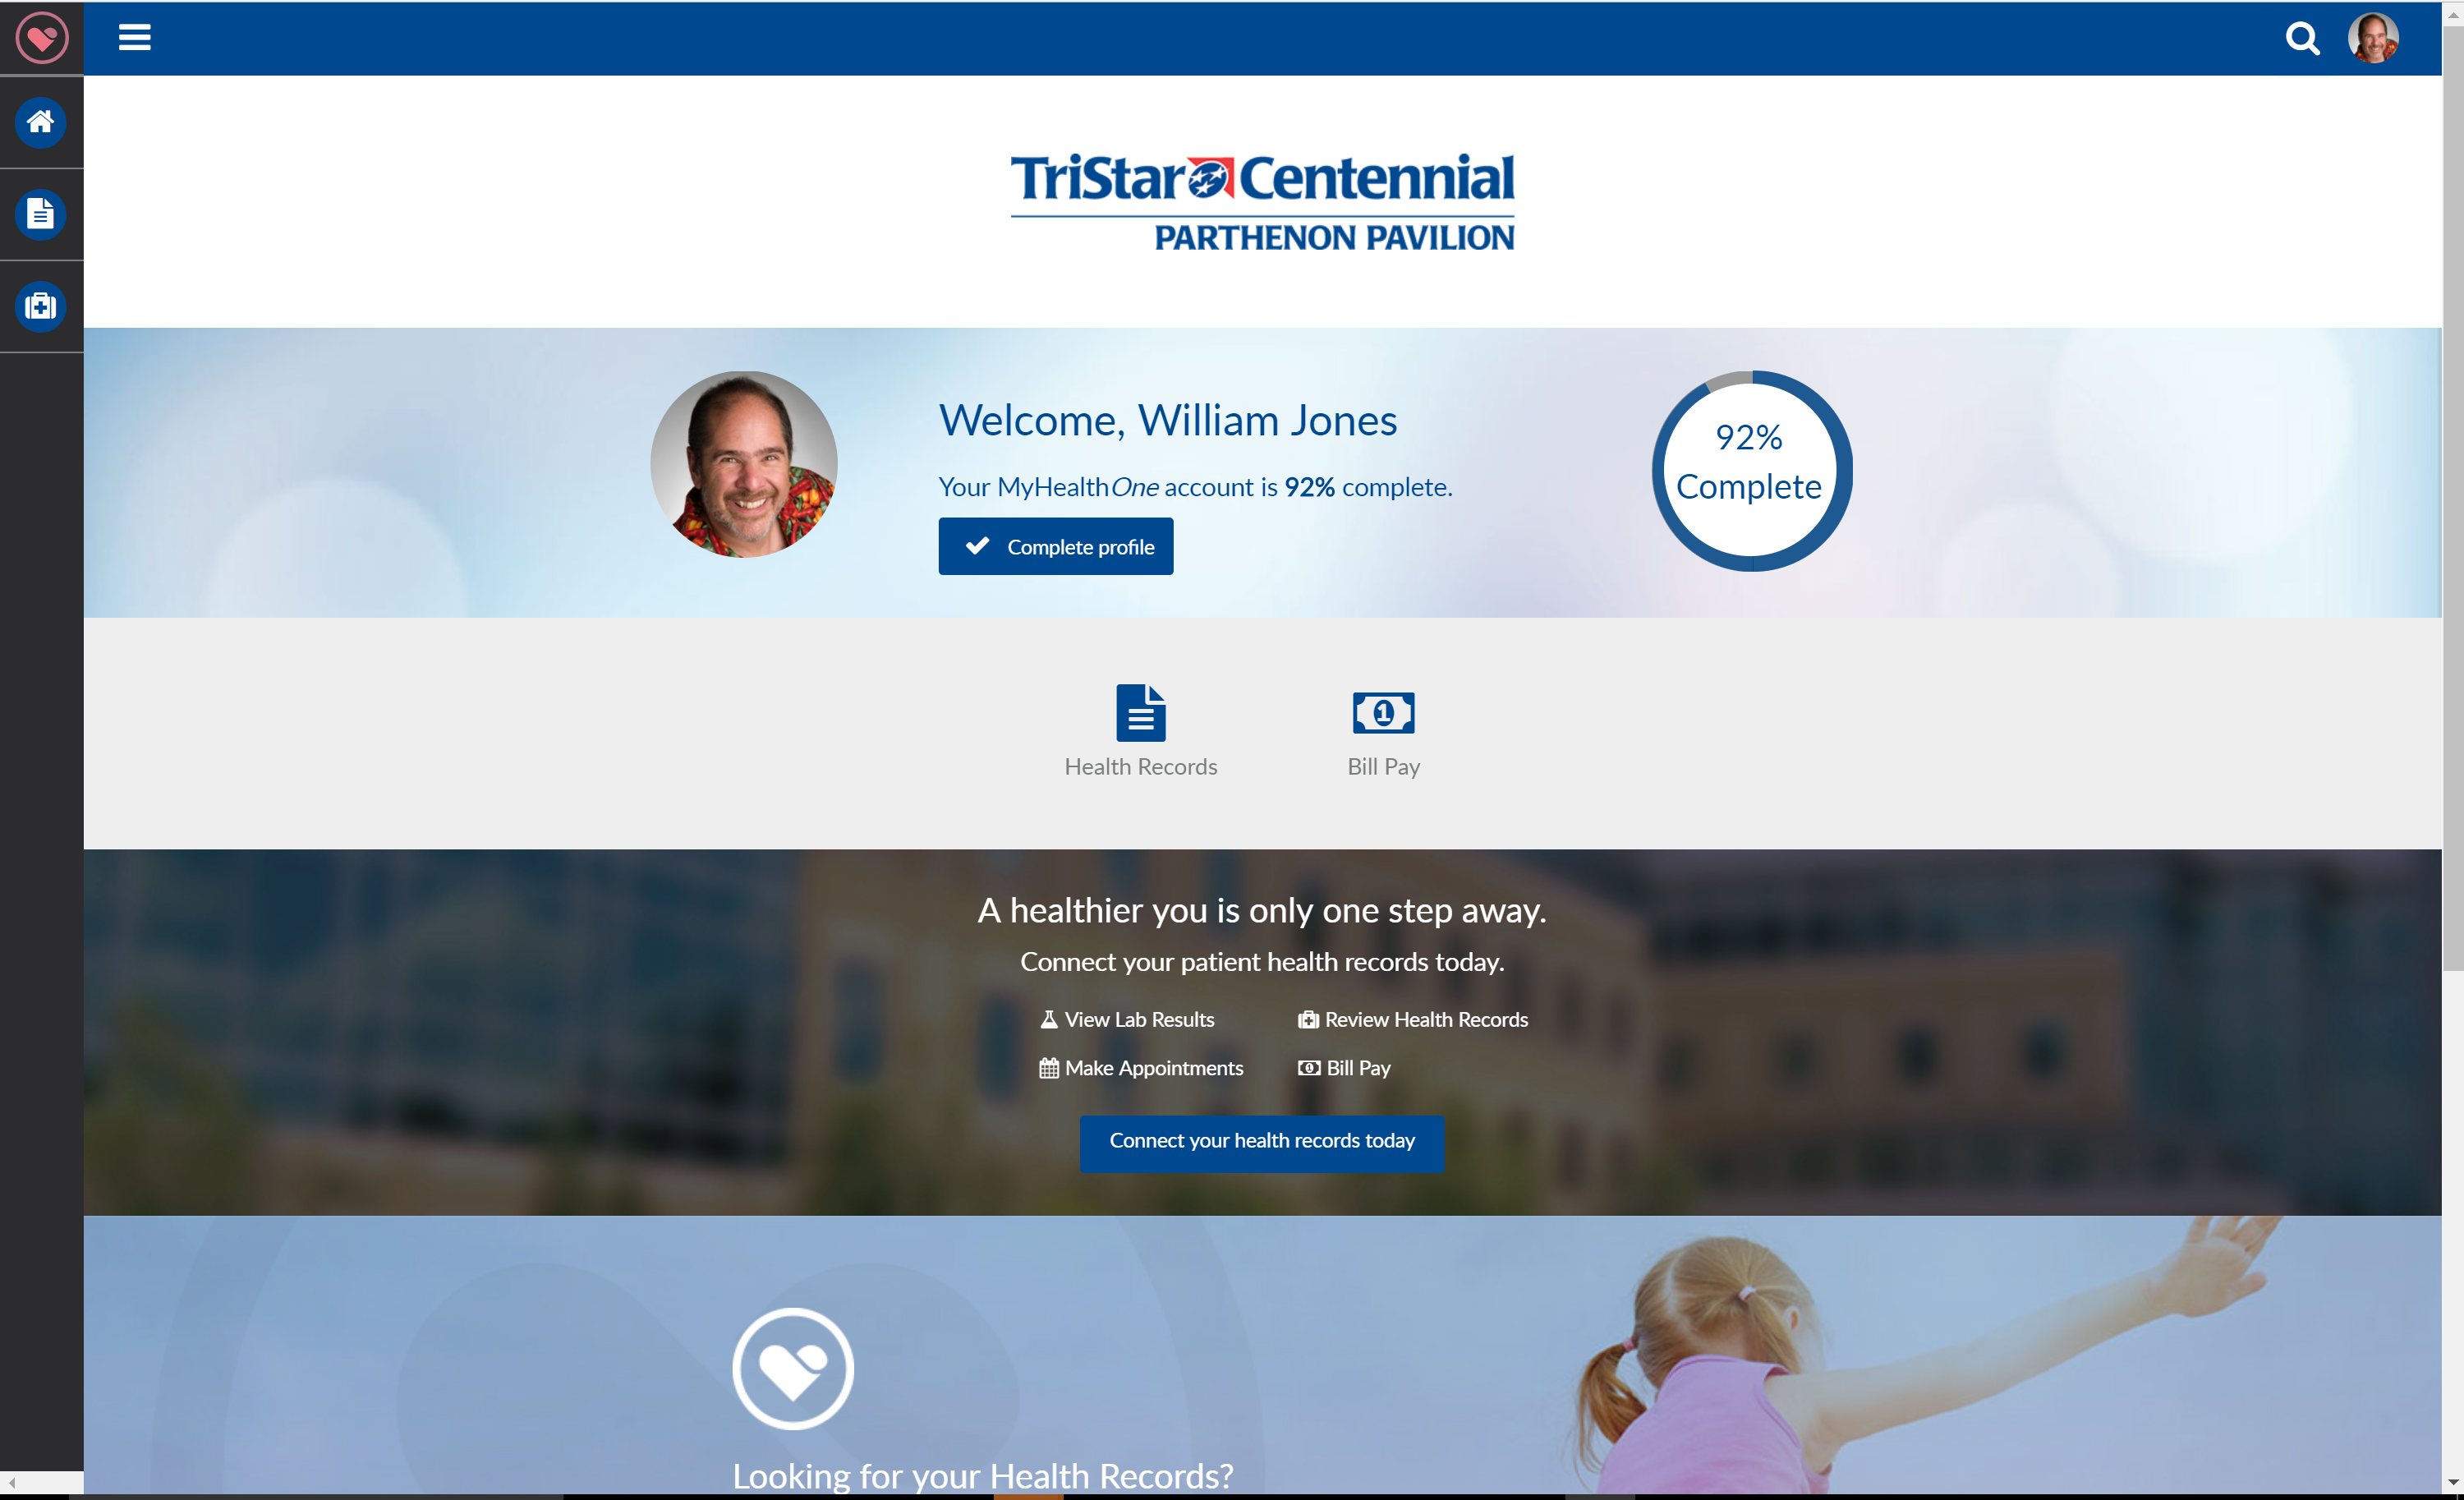 TriStar Centennial
PARTHENON PAVILION
Welcome, William Jones
Your MyHealthOne account is 92% complete.
Complete profile
92%
Complete
1
Health Records
Bill Pay
A healthier you is only one step away.
Connect your patient health records today.
View Lab Results
Review Health Records
Make Appointments
Bill Pay
Connect your health records today
Looking for your Health Records?